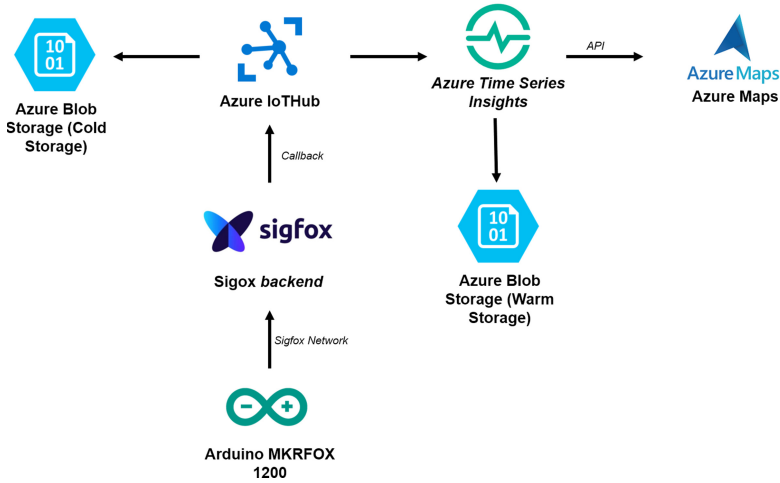 10
01
Azure Blob
Storage (Cold
Storage)
Azure IoTHub
Azure Time Series
Insights
API
Azure Maps
Azure Maps
Callback
sigfox
Sigox backend
10
01
Azure Blob
Storage (Warm
Storage)
Sigfox Network
Arduino MKRFOX
1200